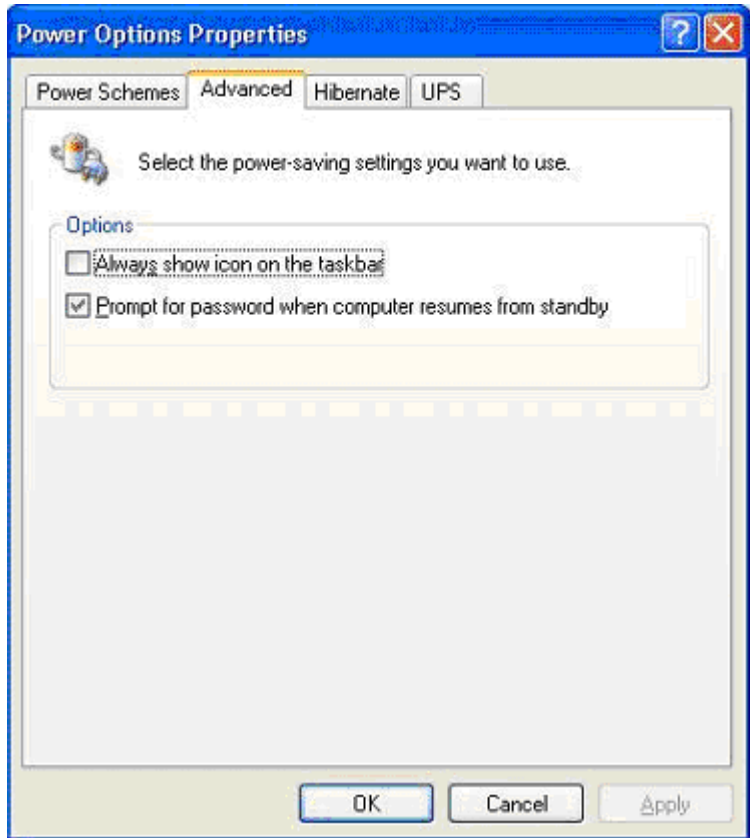 Power Options Properties
Power Schemes Advanced Hibernate UPS
Select the power-saving settings you want to use.
Options
Always show icon on the taskbar
Prompt for password when computer resumes from standby
OK Cancel Apply